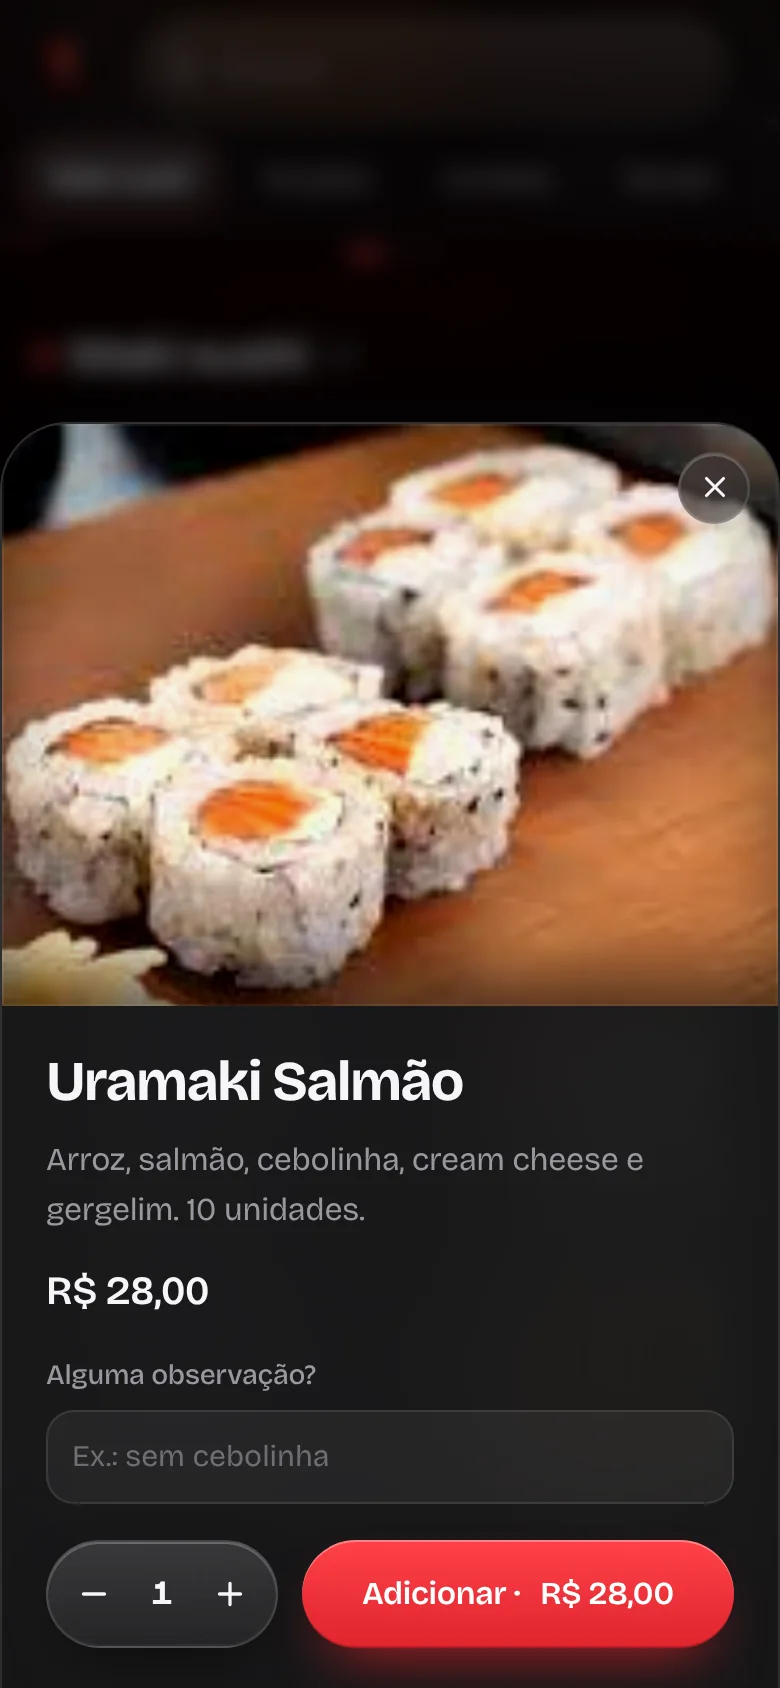 Uramaki Salmão
Arroz, salmão, cebolinha, cream cheese e
gergelim. 10 unidades.
R$ 28,00
Alguma observação?
Ex.: sem cebolinha
1
Adicionar · R$ 28,00